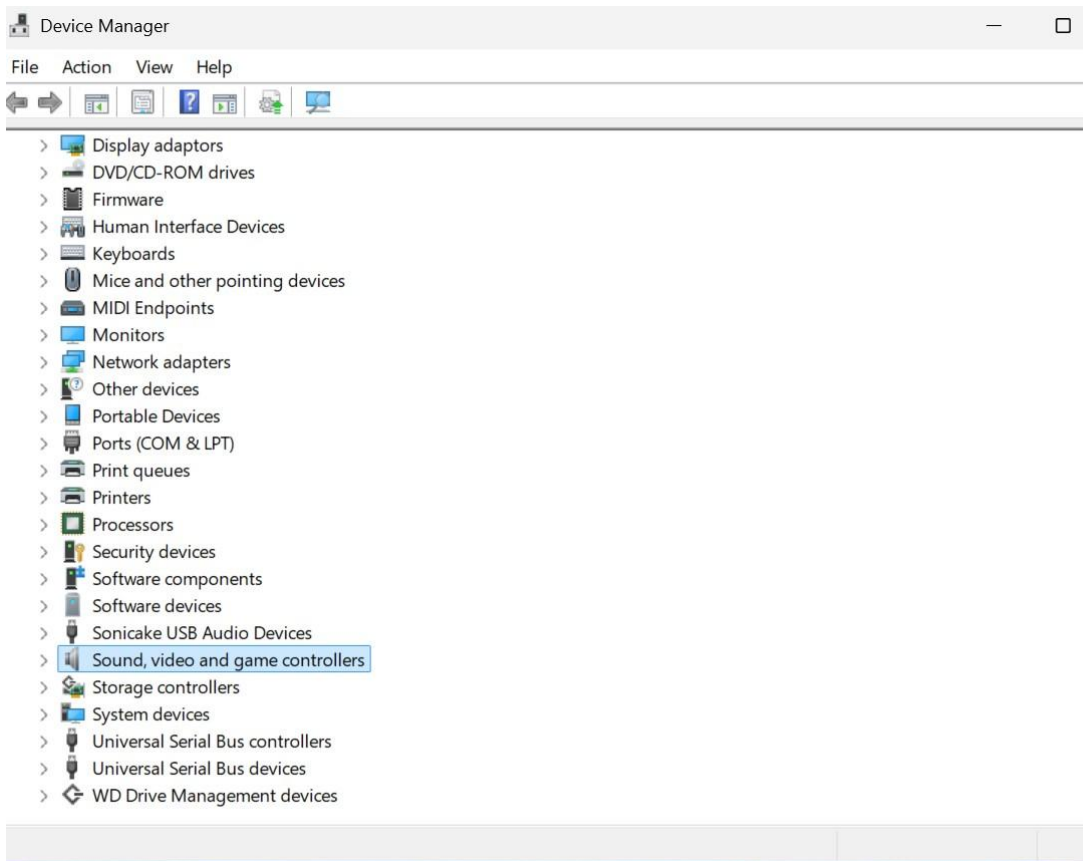 Device Manager
File Action View Help
Display adaptors
DVD/CD-ROM drives
Firmware
Human Interface Devices
Keyboards
Mice and other pointing devices
MIDI Endpoints
Monitors
Network adapters
Other devices
Portable Devices
Ports (COM & LPT)
Print queues
Printers
Processors
Security devices
Software components
Software devices
Sonicake USB Audio Devices
Sound, video and game controllers
Storage controllers
System devices
Universal Serial Bus controllers
Universal Serial Bus devices
WD Drive Management devices